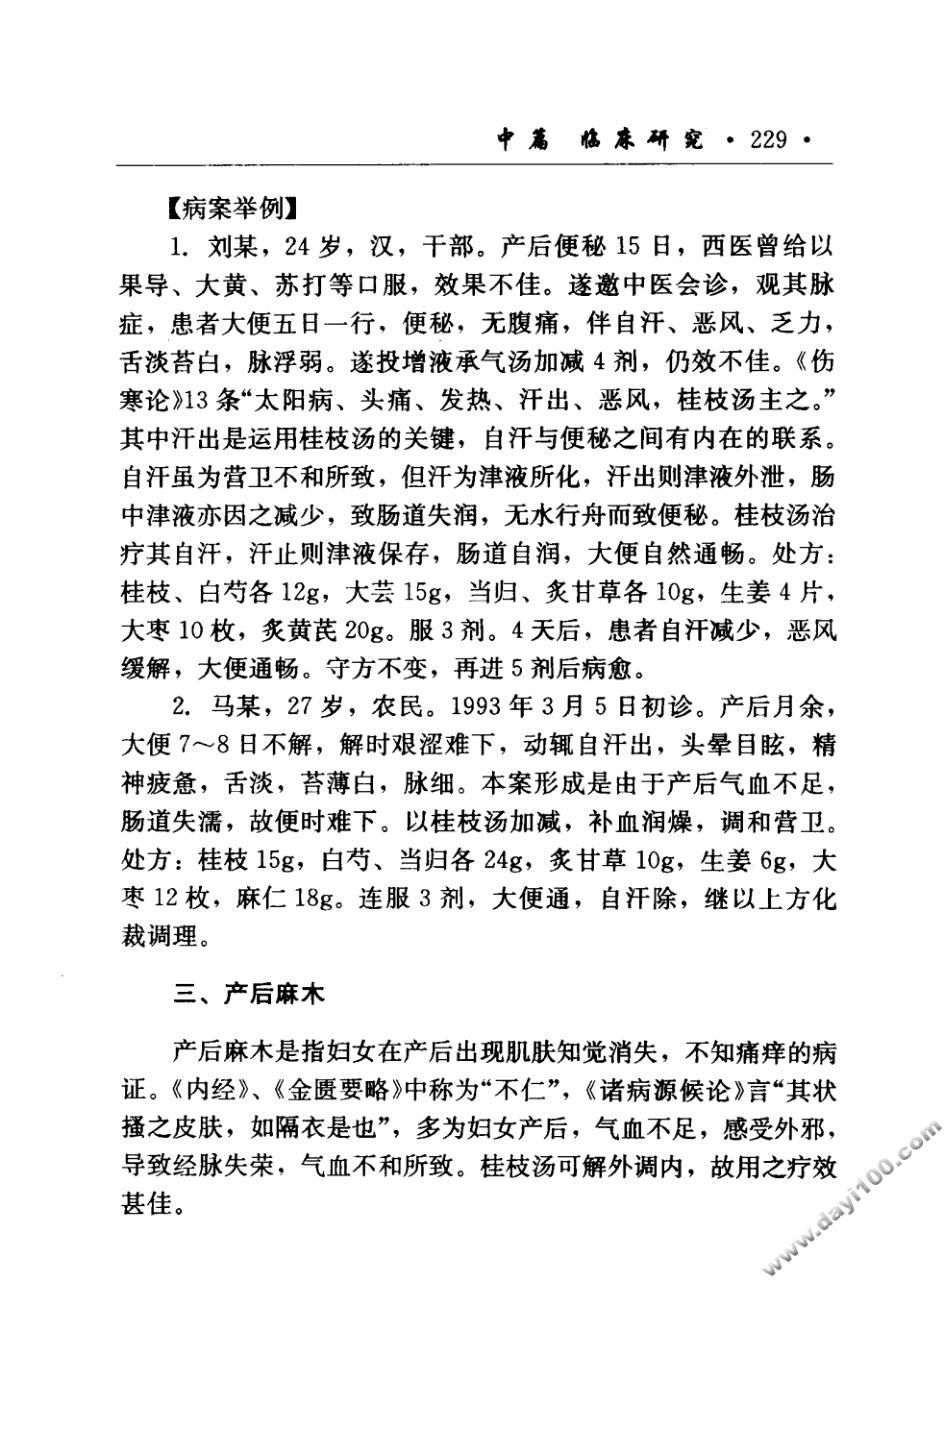 中篇 临床研究·229·
【病案举例】
1. 刘某，24 岁，汉，干部。产后便秘 15 日，西医曾给以
果导、大黄、苏打等口服，效果不佳。遂邀中医会诊，观其脉
症，患者大便五日一行，便秘，无腹痛，伴自汗、恶风、乏力，
舌淡苔白，脉浮弱。遂投增液承气汤加减 4 剂，仍效不佳。《伤
寒论》13 条“太阳病、头痛、发热、汗出、恶风，桂枝汤主之。”
其中汗出是运用桂枝汤的关键，自汗与便秘之间有内在的联系。
自汗虽为营卫不和所致，但汗为津液所化，汗出则津液外泄，肠
中津液亦因之减少，致肠道失润，无水行舟而致便秘。桂枝汤治
疗其自汗，汗止则津液保存，肠道自润，大便自然通畅。处方：
桂枝、白芍各 12g，大芸 15g，当归、炙甘草各 10g，生姜 4 片，
大枣 10 枚，炙黄芪 20g。服 3 剂。4 天后，患者自汗减少，恶风
缓解，大便通畅。守方不变，再进 5 剂后病愈。
2. 马某，27 岁，农民。1993 年 3 月 5 日初诊。产后月余，
大便 7～8 日不解，解时艰涩难下，动辄自汗出，头晕目眩，精
神疲惫，舌淡，苔薄白，脉细。本案形成是由于产后气血不足，
肠道失濡，故便时难下。以桂枝汤加减，补血润燥，调和营卫。
处方：桂枝 15g，白芍、当归各 24g，炙甘草 10g，生姜 6g，大
枣 12 枚，麻仁 18g。连服 3 剂，大便通，自汗除，继以上方化
裁调理。
三、产后麻木
产后麻木是指妇女在产后出现肌肤知觉消失，不知痛痒的病
证。《内经》、《金匮要略》中称为“不仁”，《诸病源候论》言“其状
搔之皮肤，如隔衣是也”，多为妇女产后，气血不足，感受外邪，
导致经脉失荣，气血不和所致。桂枝汤可解外调内，故用之疗效
甚佳。
www.dayi100.com